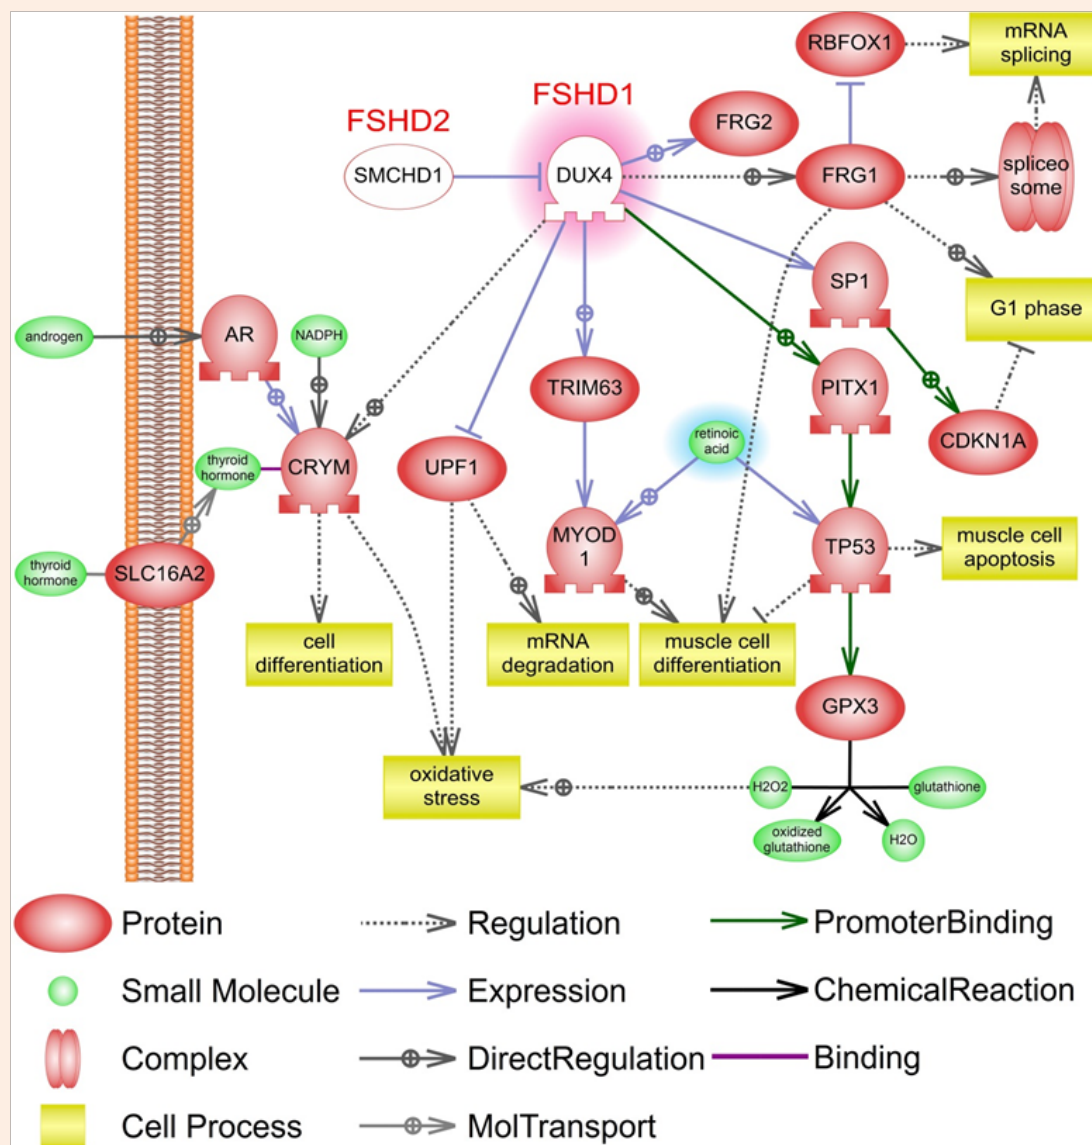 RBFOX1
mRNA
splicing
FSHD1
FSHD2
FRG2
SMCHD1
DUX4
FRG1
spliceo
some
SP1
G1 phase
androgen
AR
NADPH
TRIM63
PITX1
CDKN1A
retinoic
acid
thyroid
hormone
CRYM
UPF1
MYOD
1
TP53
muscle cell
apoptosis
thyroid
hormone
SLC16A2
cell
differentiation
mRNA
degradation
muscle cell
differentiation
GPX3
oxidative
stress
H2O2
glutathione
oxidized
glutathione
H2O
Protein
Regulation
PromoterBinding
Small Molecule
Expression
ChemicalReaction
Complex
DirectRegulation
Binding
Cell Process
MolTransport